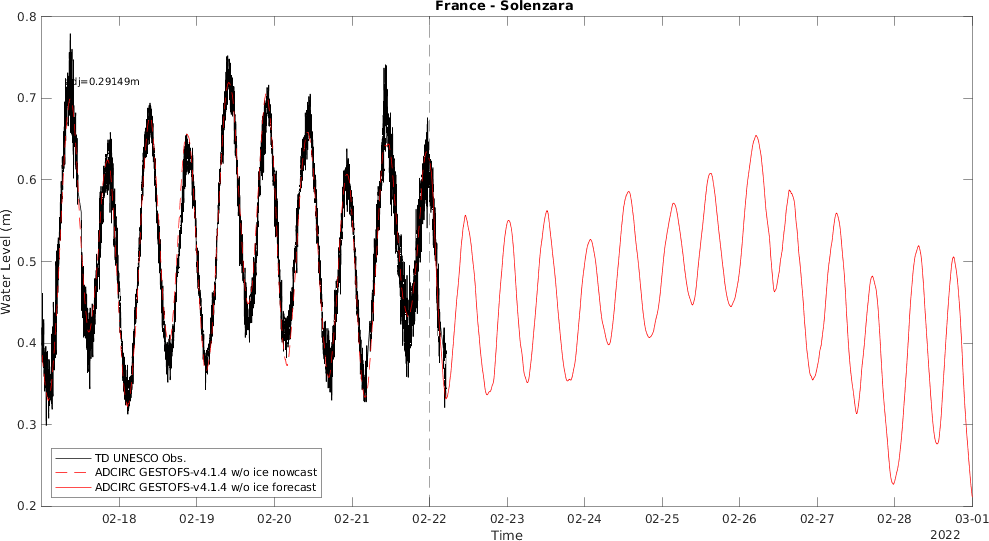 France - Solenzara
0.8
0.7
0.6
0.5
0.4
0.3
0.2
Water Level (m)
adj=0.29149m
TD UNESCO Obs.
ADCIRC GESTOFS-v4.1.4 w/o ice nowcast
ADCIRC GESTOFS-v4.1.4 w/o ice forecast
02-18 02-19 02-20 02-21 02-22 02-23 02-24 02-25 02-26 02-27 02-28 03-01
Time
2022